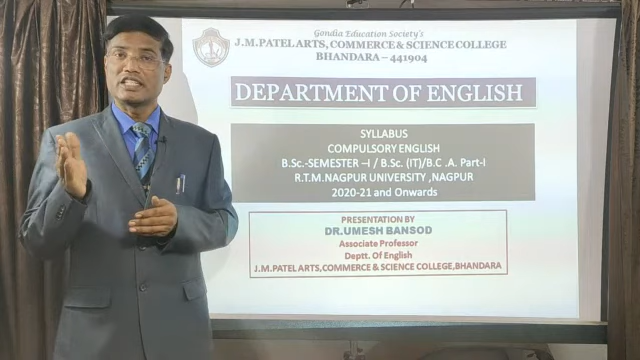 Gondia Education Society's
J.M.PATEL ARTS, COMMERCE & SCIENCE COLLEGE
BHANDARA – 441904
DEPARTMENT OF ENGLISH
SYLLABUS
COMPULSORY ENGLISH
B.Sc.-SEMESTER –I / B.Sc. (IT)/B.C .A. Part-I
R.T.M.NAGPUR UNIVERSITY ,NAGPUR
2020-21 and Onwards
PRESENTATION BY
DR.UMESH BANSOD
Associate Professor
Deptt. Of English
J.M.PATEL ARTS,COMMERCE & SCIENCE COLLEGE,BHANDARA